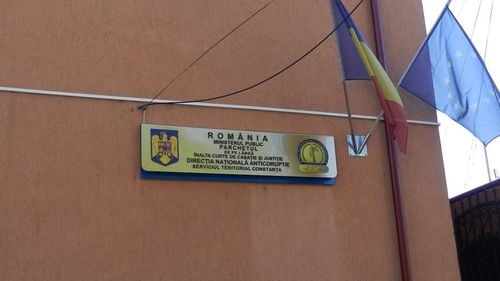 ROMÂNIA
MINISTERUL PUBLIC
PARCHETUL
DE PE LÂNGĂ
ÎNALTA CURTE DE CASAȚIE ȘI JUSTIȚIE
DIRECȚIA NAȚIONALĂ ANTICORUPȚIE
SERVICIUL TERITORIAL CONSTANȚA